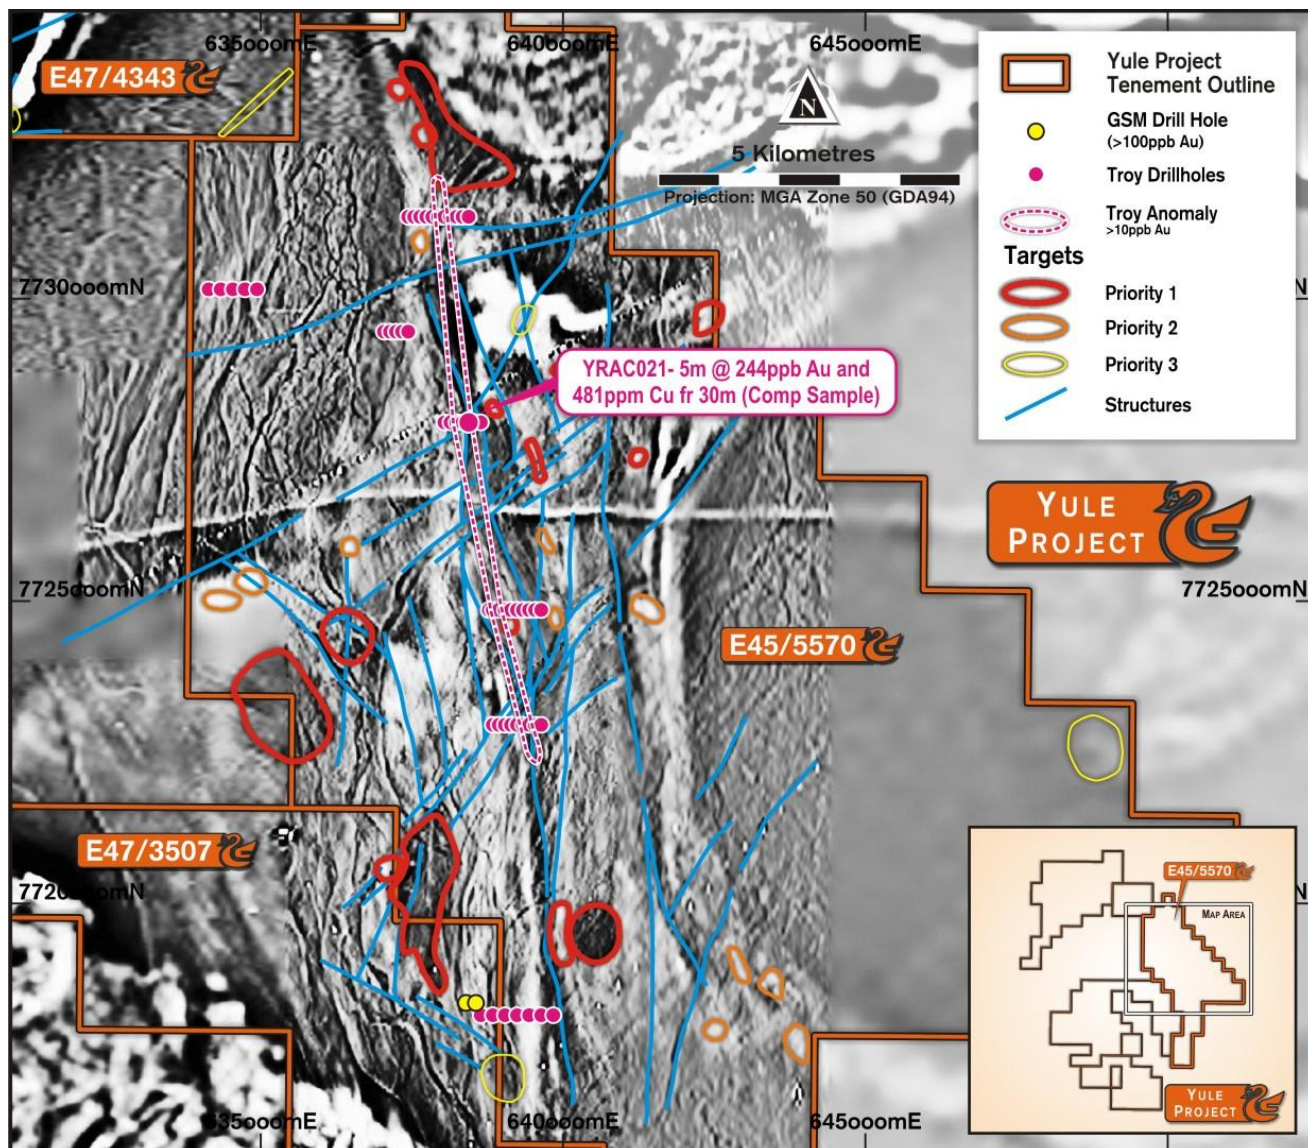 635000mE
640000mE
645000mE
E47/4343
N
5 Kilometres
Projection: MGA Zone 50 (GDA94)
Yule Project
Tenement Outline
GSM Drill Hole
(>100ppb Au)
Troy Drillholes
Troy Anomaly
>10ppb Au
Targets
Priority 1
Priority 2
Priority 3
Structures
7730000mN
N
YRAC021- 5m @ 244ppb Au and
481ppm Cu fr 30m (Comp Sample)
YULE
PROJECT
7725000mN
7725000mN
E45/5570
E47/3507
7720000mN
N
E45/5570
MAP AREA
YULE
PROJECT
635000mE
640000mE
645000mE